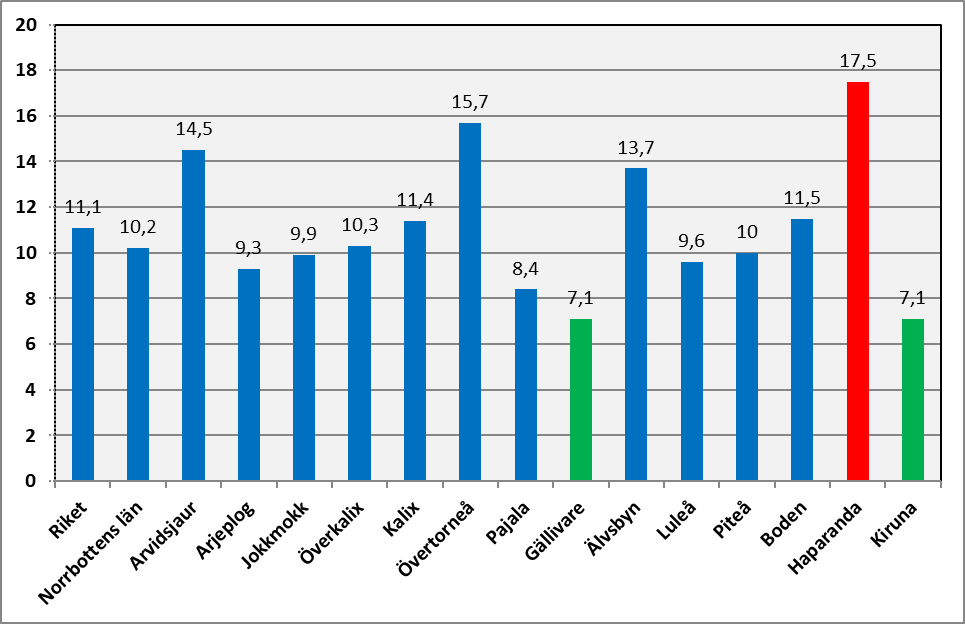 20
18
16
14
12
10
8
6
4
2
0
11,1
10,2
14,5
9,3
9,9
10,3
11,4
15,7
8,4
7,1
13,7
9,6
10
11,5
17,5
7,1
Riket
Norrbottens län
Arvidsjaur
Arjeplog
Jokkmokk
Överkalix
Kalix
Övertorneå
Pajala
Gällivare
Älvsbyn
Luleå
Piteå
Boden
Haparanda
Kiruna